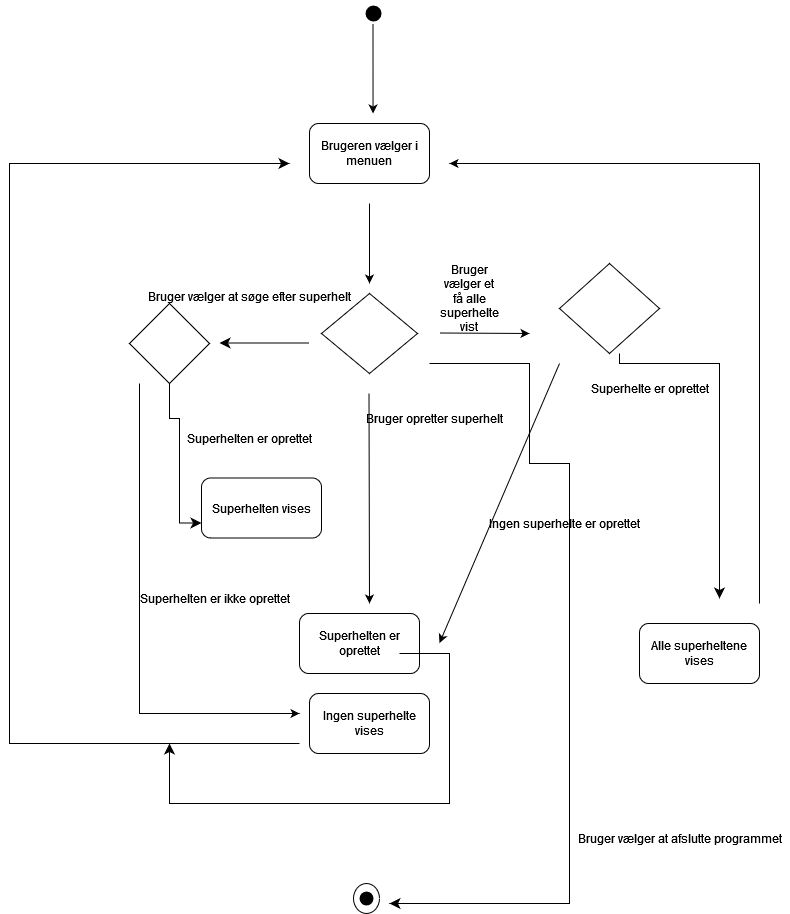 Brugeren vælger i
menuen
Bruger vælger at søge efter superhelt
Bruger
vælger et
få alle
superhelte
vist
Superhelte er oprettet
Bruger opretter superhelt
Superhelten er oprettet
Superhelten vises
Ingen superhelte er oprettet
Superhelten er ikke oprettet
Superhelten er
oprettet
Alle superheltene
vises
Ingen superhelte
vises
Bruger vælger at afslutte programmet